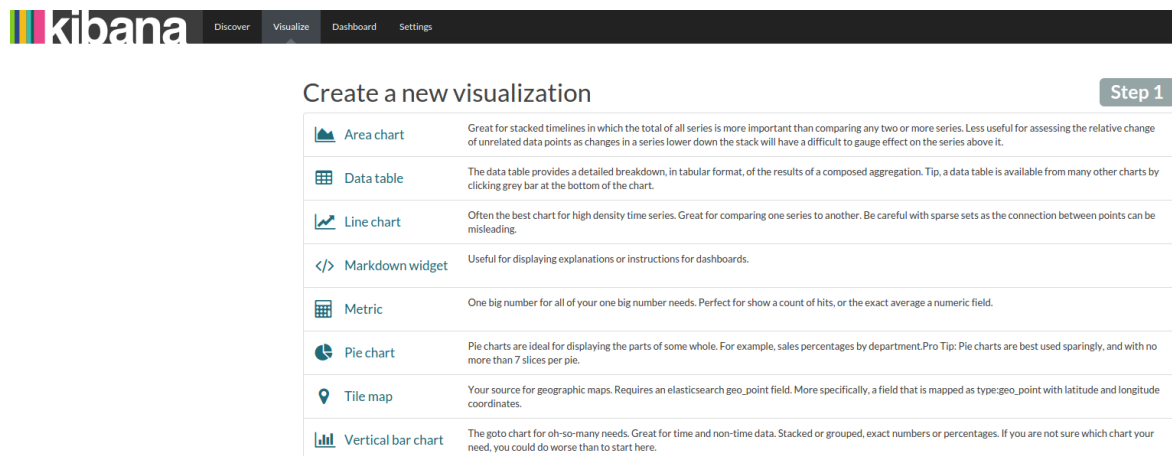 kibana Discover Visualize Dashboard Settings
Create a new visualization Step 1
Area chart
Great for stacked timelines in which the total of all series is more important than comparing any two or more series. Less useful for assessing the relative change
of unrelated data points as changes in a series lower down the stack will have a difficult to gauge effect on the series above it.
Data table
The data table provides a detailed breakdown, in tabular format, of the results of a composed aggregation. Tip, a data table is available from many other charts by
clicking grey bar at the bottom of the chart.
Line chart
Often the best chart for high density time series. Great for comparing one series to another. Be careful with sparse sets as the connection between points can be
misleading.
Markdown widget
Useful for displaying explanations or instructions for dashboards.
Metric
One big number for all of your one big number needs. Perfect for show a count of hits, or the exact average a numeric field.
Pie chart
Pie charts are ideal for displaying the parts of some whole. For example, sales percentages by department.Pro Tip: Pie charts are best used sparingly, and with no
more than 7 slices per pie.
Tile map
Your source for geographic maps. Requires an elasticsearch geo_point field. More specifically, a field that is mapped as type:geo_point with latitude and longitude
coordinates.
Vertical bar chart
The goto chart for oh-so-many needs. Great for time and non-time data. Stacked or grouped, exact numbers or percentages. If you are not sure which chart your
need, you could do worse than to start here.